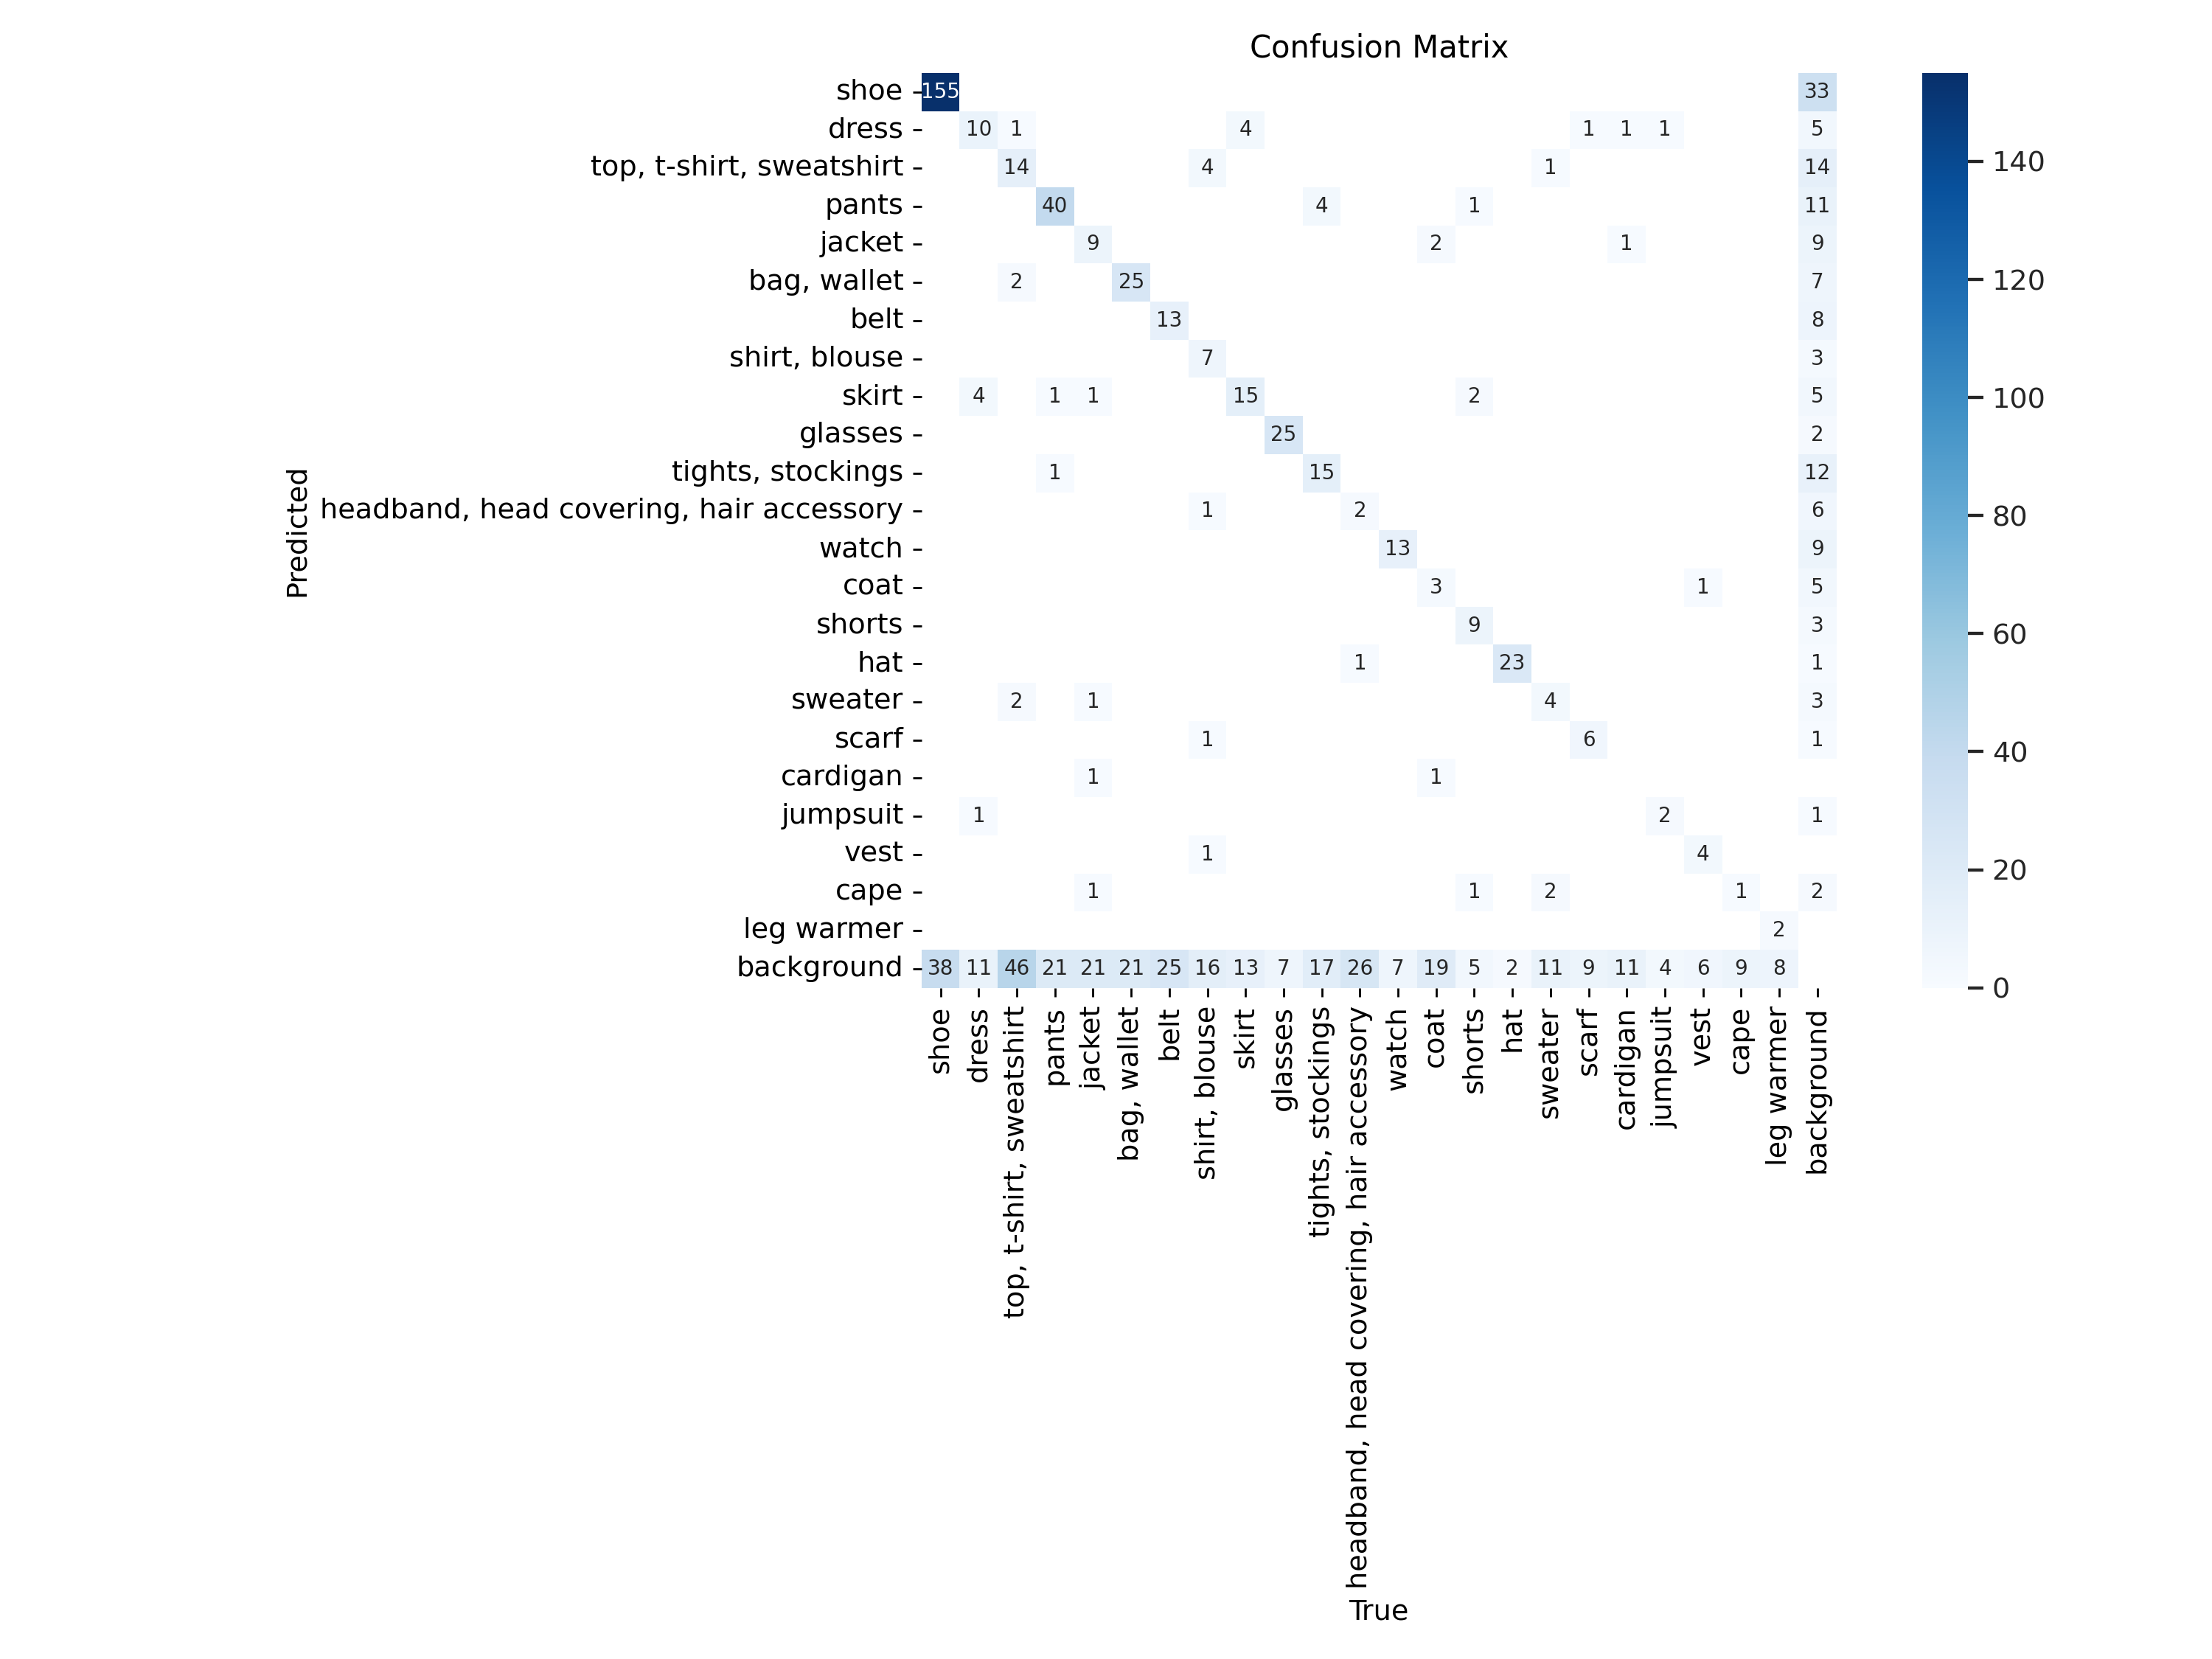 Confusion Matrix
shoe 155 33
dress 10 1 4 1 1 1 5
top, t-shirt, sweatshirt 14 4 1 14
pants 40 4 1 11
jacket 9 2 1 9
bag, wallet 2 25 7
belt 13 8
shirt, blouse 7 3
skirt 4 1 1 15 2 5
glasses 25 2
tights, stockings 1 15 12
headband, head covering, hair accessory 1 2 6
watch 13 9
coat 3 1 5
shorts 9 3
hat 1 23 1
sweater 2 1 4 3
scarf 1 6 1
cardigan 1 1
jumpsuit 1 2 1
vest 1 4
cape 1 1 2 1 2
leg warmer 2
background 38 11 46 21 21 21 25 16 13 7 17 26 7 19 5 2 11 9 11 4 6 9 8
Predicted
shoe
dress
top, t-shirt, sweatshirt
pants
jacket
bag, wallet
belt
shirt, blouse
skirt
glasses
tights, stockings
headband, head covering, hair accessory
watch
coat
shorts
hat
sweater
scarf
cardigan
jumpsuit
vest
cape
leg warmer
background
True
140
120
100
80
60
40
20
0